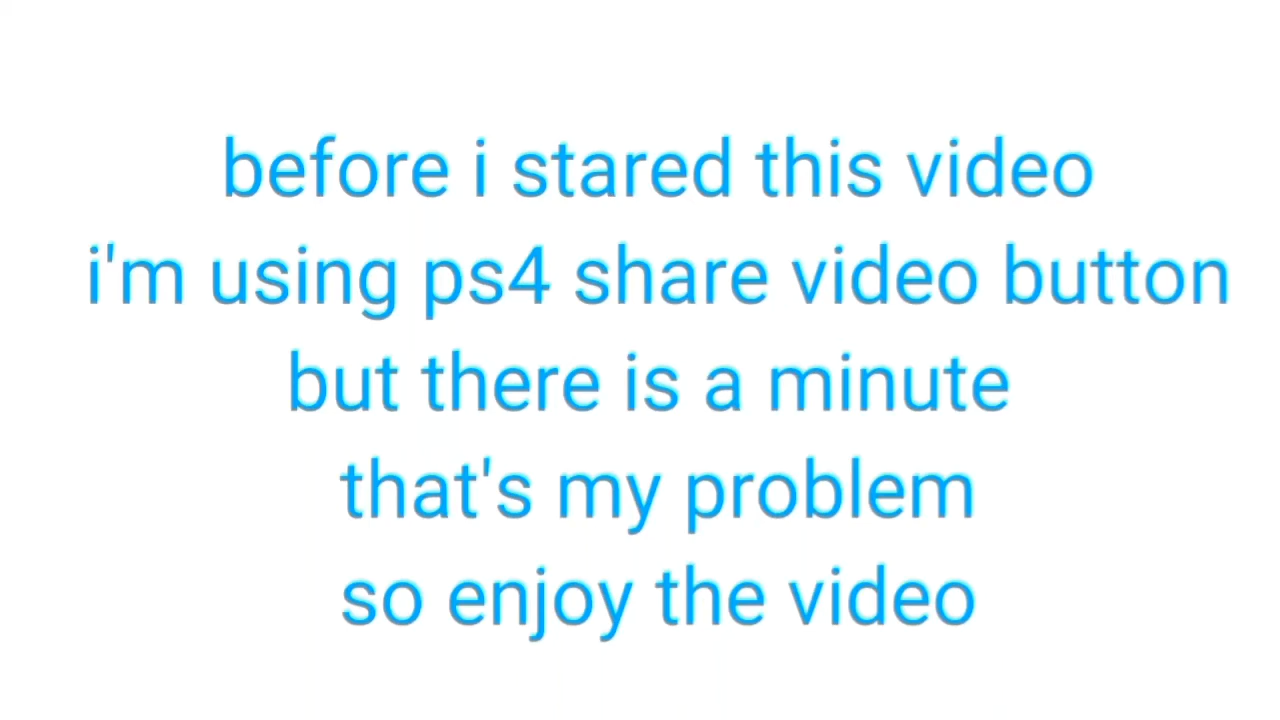 before i stared this video
i'm using ps4 share video button
but there is a minute
that's my problem
so enjoy the video